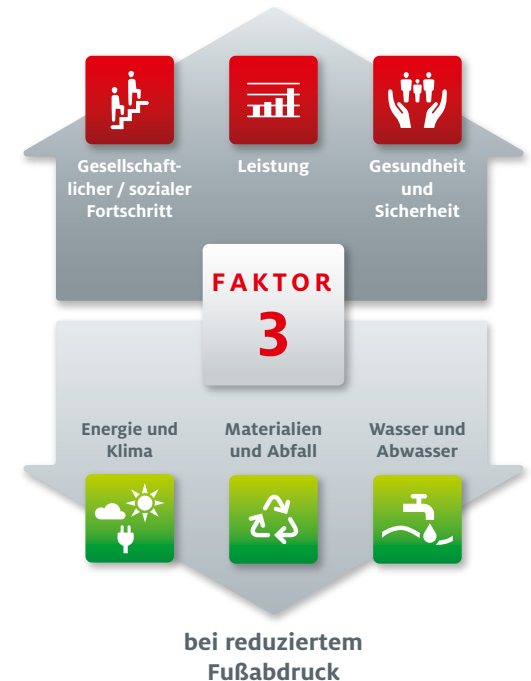 Gesellschaft-
licher / sozialer
Fortschritt
Leistung
Gesundheit
und
Sicherheit
FAKTOR
3
Energie und
Klima
Materialien
und Abfall
Wasser und
Abwasser
bei reduziertem
Fußabdruck